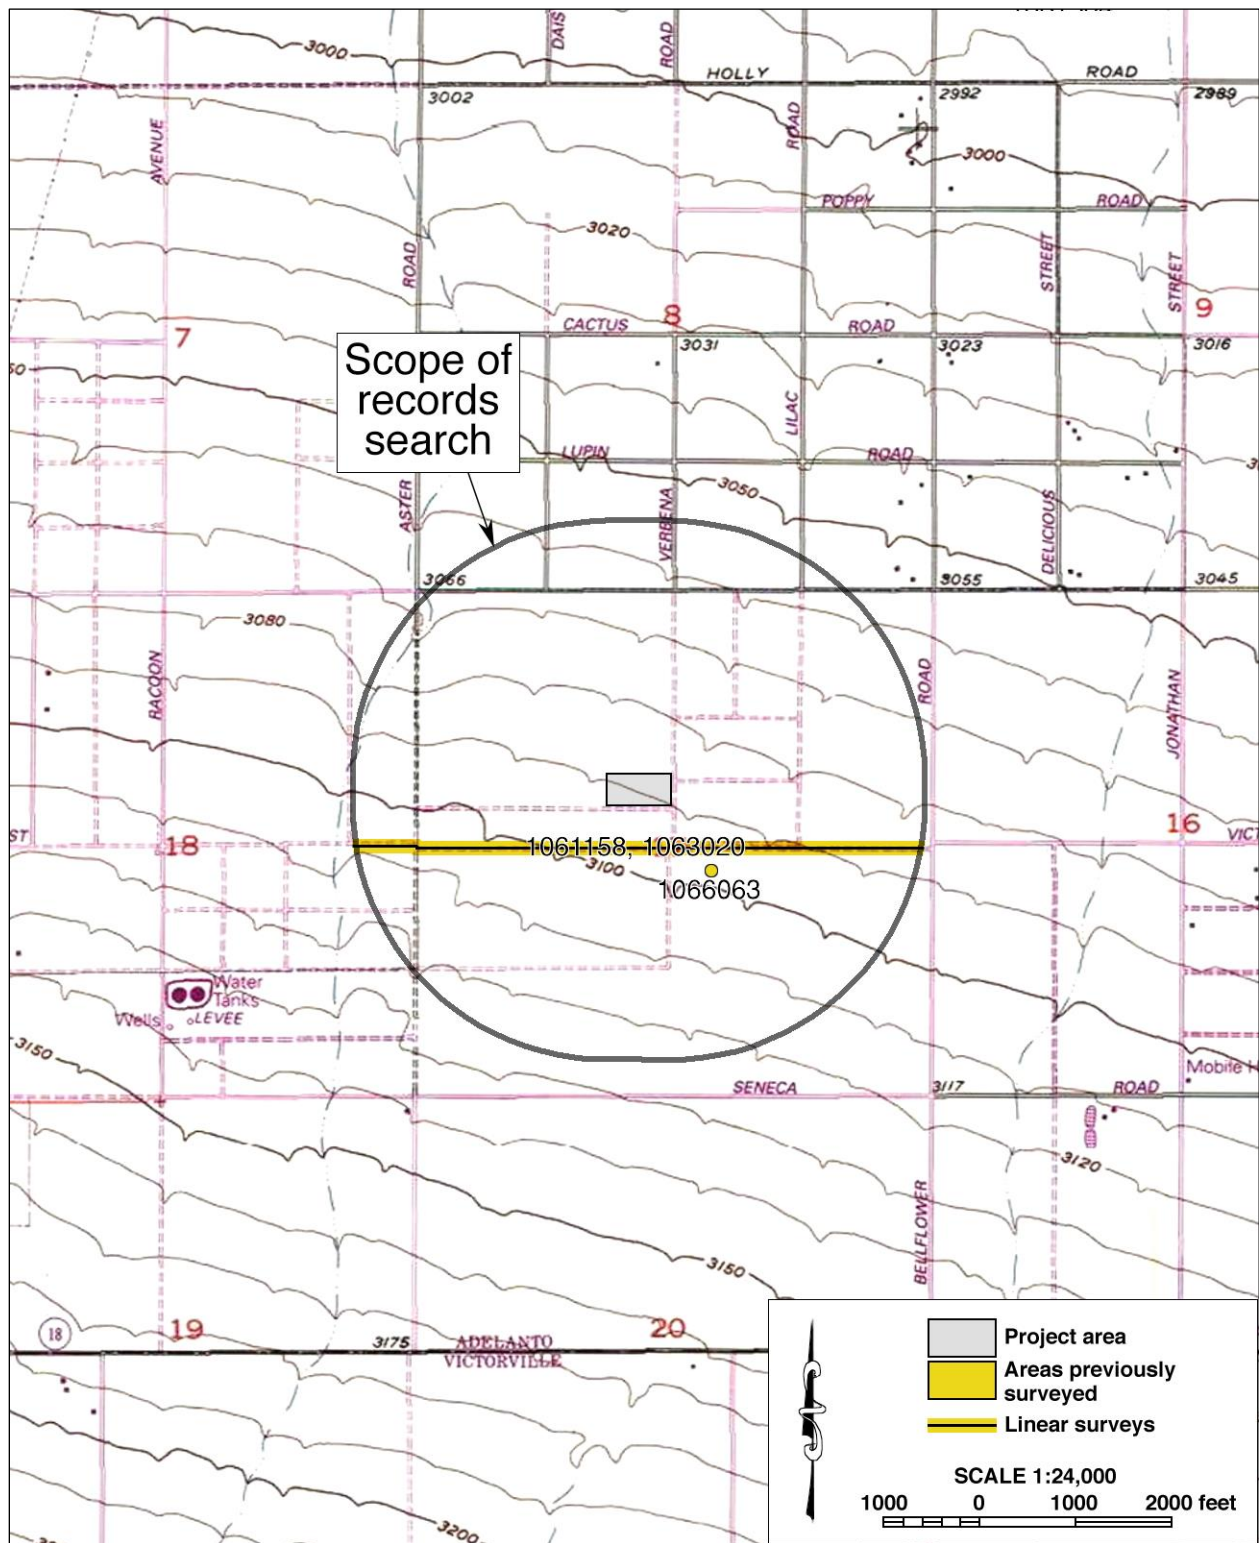 DAIS
ROAD
3000
HOLLY
ROAD
3002
2992
2989
AVENUE
ROAD
3000
POPPY
ROAD
3020
ROAD
STREET
STREET
7
8
9
CACTUS
ROAD
3031
3023
3016
Scope of
records
search
50
LILAC
LUPIN
ROAD
3050
ASTER
VERBENA
DELICIOUS
3066
3055
3045
3080
RACOON
ROAD
JONATHAN
ST
18
16
VICT
1061158, 1063020
3100
1066063
Water
Tanks
Wells
LEVEE
3150
Mobile H
SENECA
3117
ROAD
3120
BELLFLOWER
3150
18
19
20
3175
ADELANTO
VICTORVILLE
3200
Project area
Areas previously
surveyed
Linear surveys
SCALE 1:24,000
1000 0 1000 2000 feet